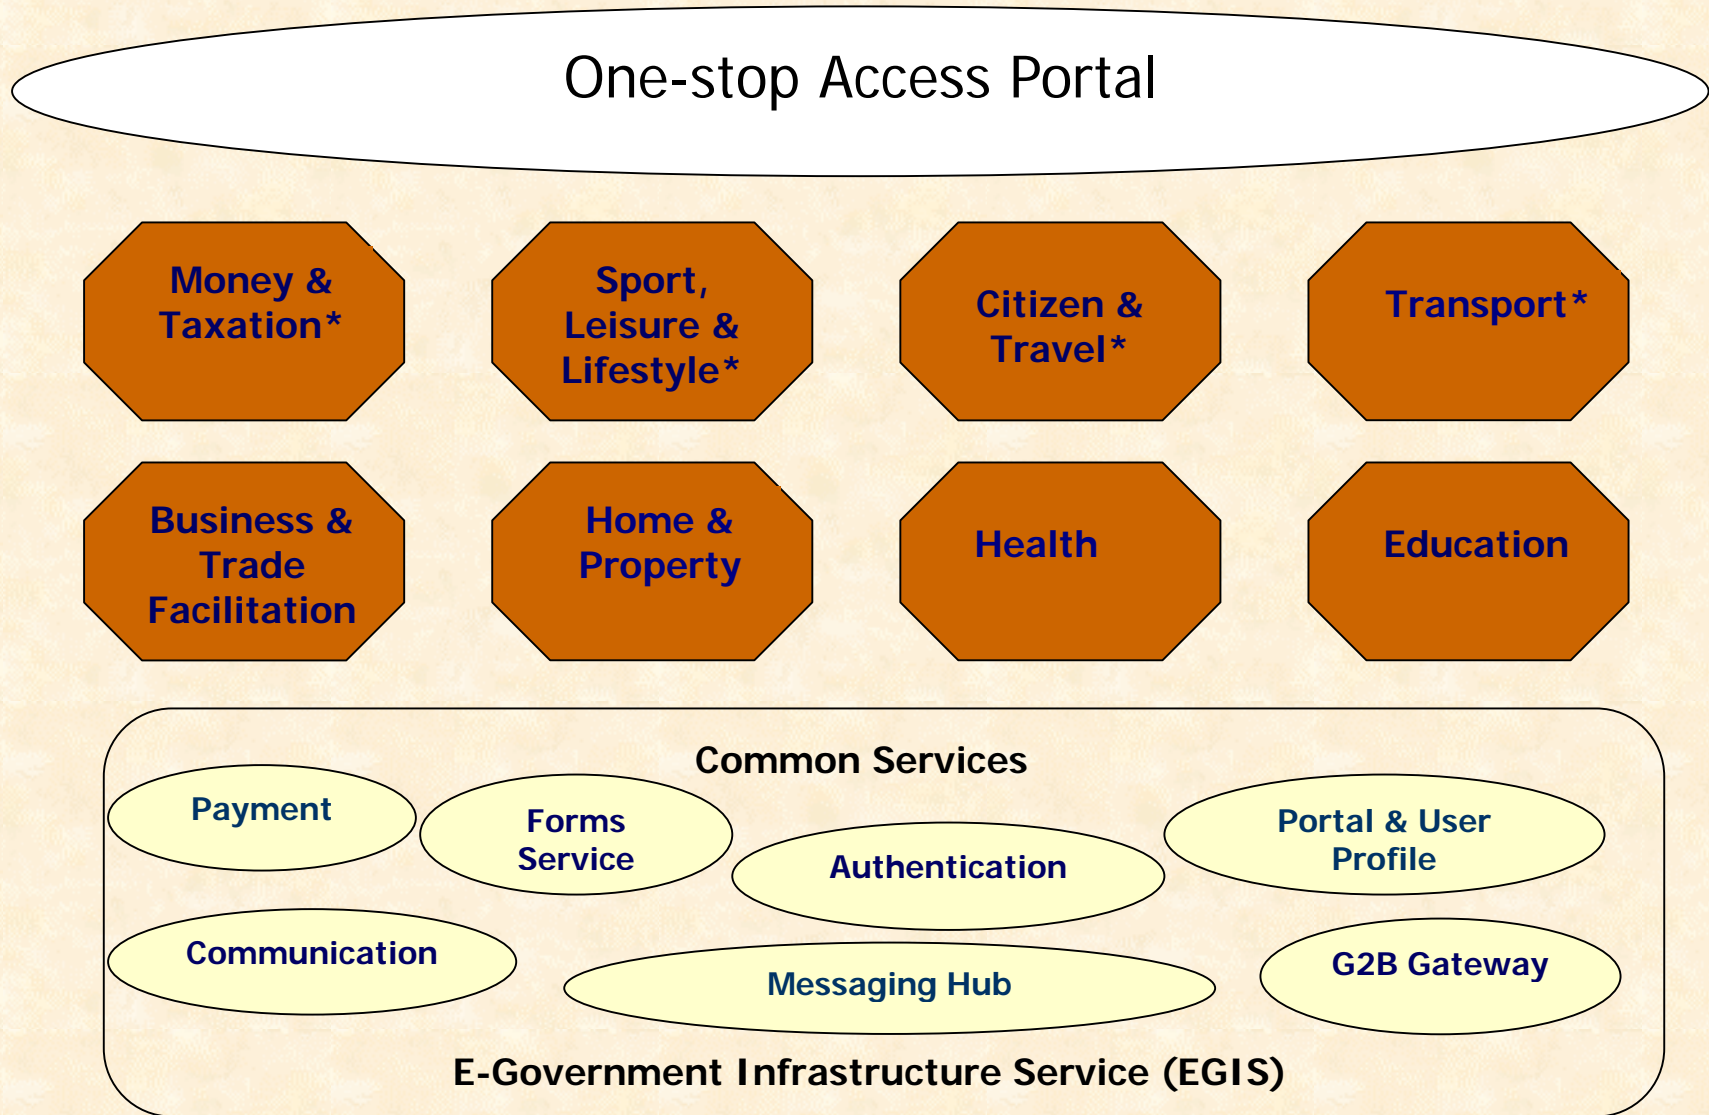 One-stop Access Portal
Money &
Taxation*
Sport,
Leisure &
Lifestyle*
Citizen &
Travel*
Transport*
Business &
Trade
Facilitation
Home &
Property
Health
Education
Common Services
Payment
Forms
Service
Authentication
Portal & User
Profile
Communication
Messaging Hub
G2B Gateway
E-Government Infrastructure Service (EGIS)